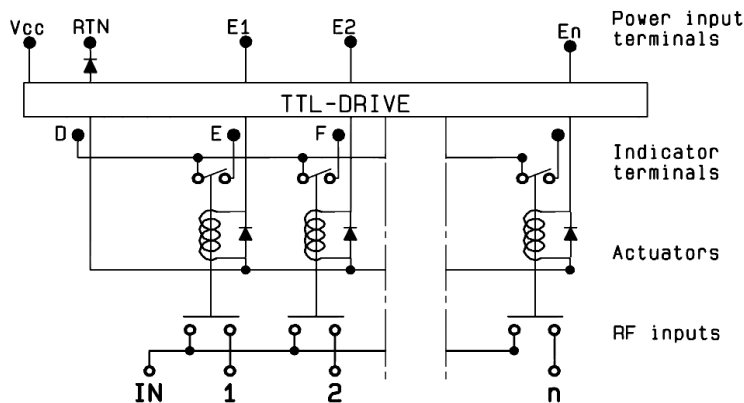 Vcc RTN E1 E2 En Power input
terminals
TTL-DRIVE
D E F Indicator
terminals
Actuators
RF inputs
IN 1 2 n